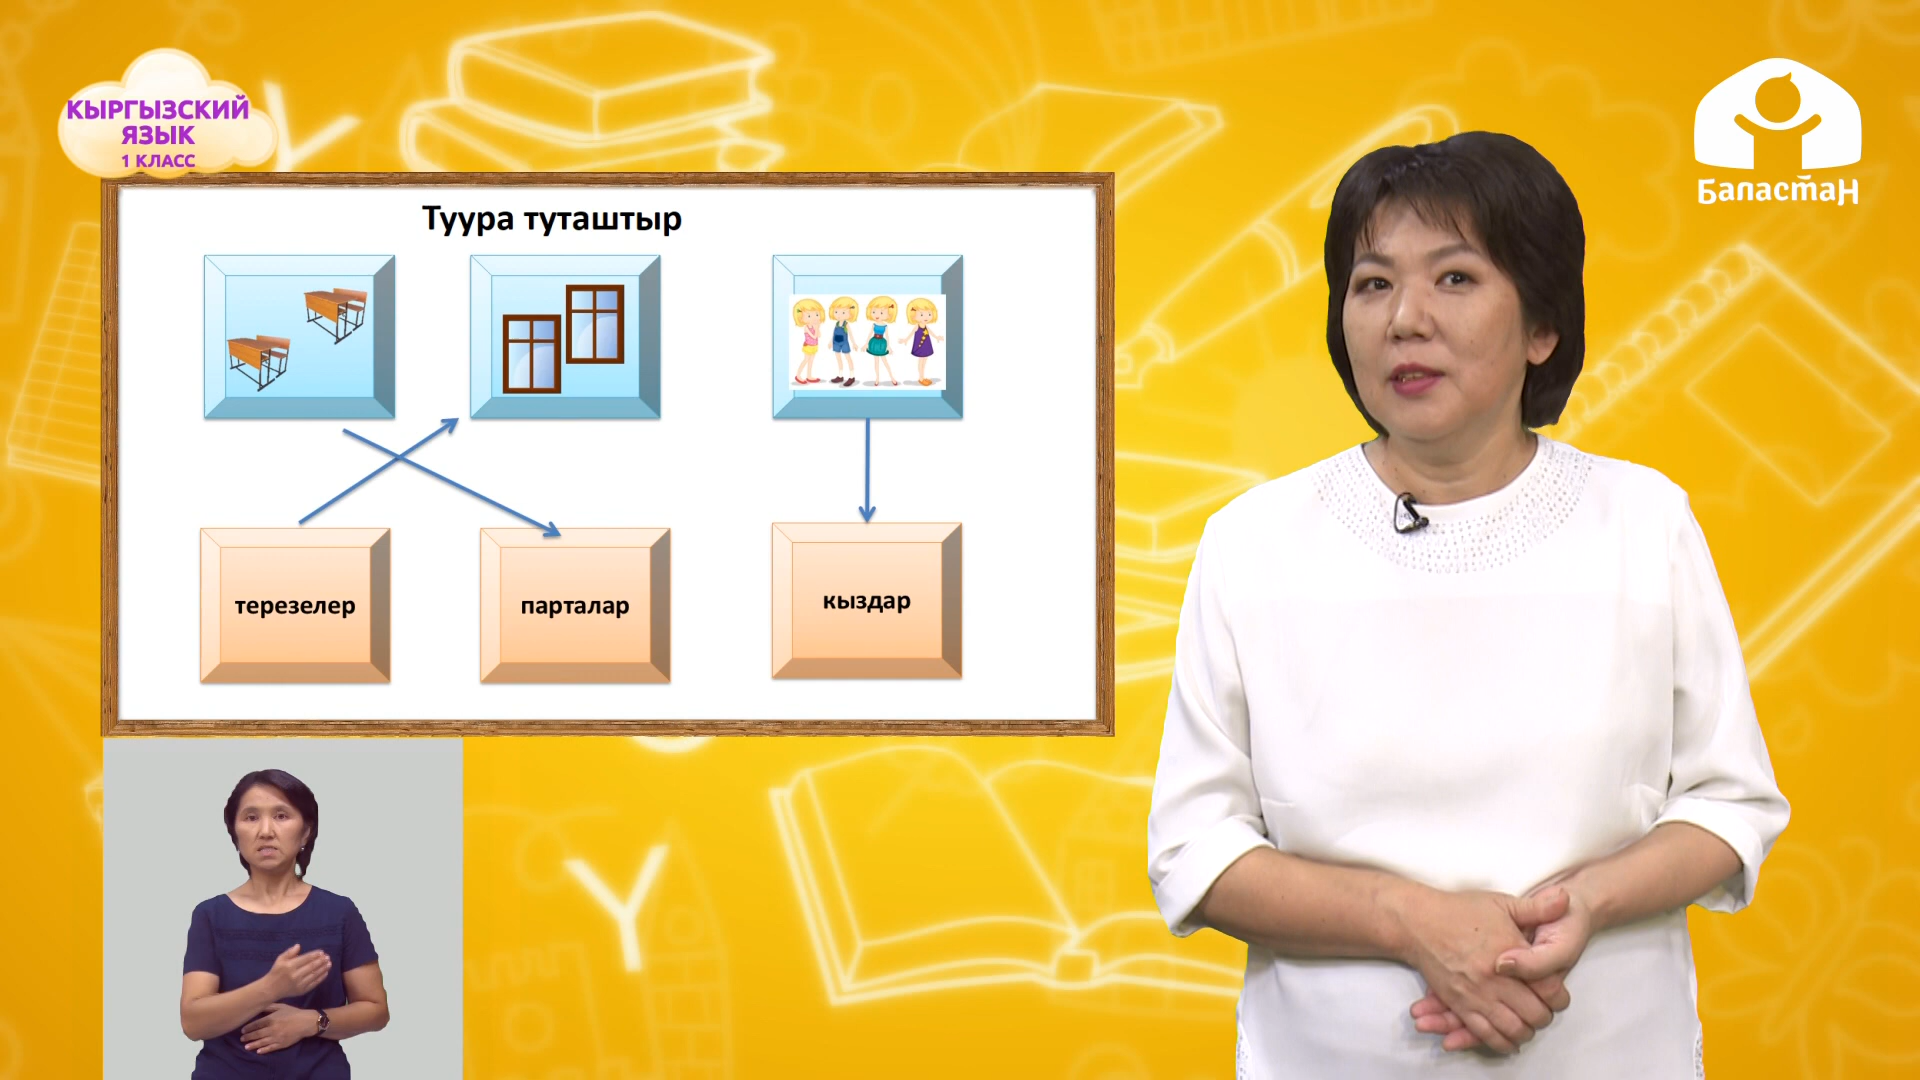 КЫРГЫЗСКИЙ
ЯЗЫК
1 КЛАСС
Баластан
Туура туташтыр
терезелер
парталар
кыздар